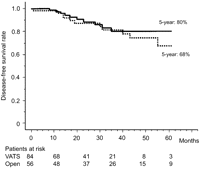 Disease-free survival rate
1.0
0.8
0.6
0.4
0.2
0.0
5-year: 80%
5-year: 68%
0 10 20 30 40 50 60 Months
Patients at risk
VATS 84 68 41 21 8 3
Open 56 48 37 26 15 9